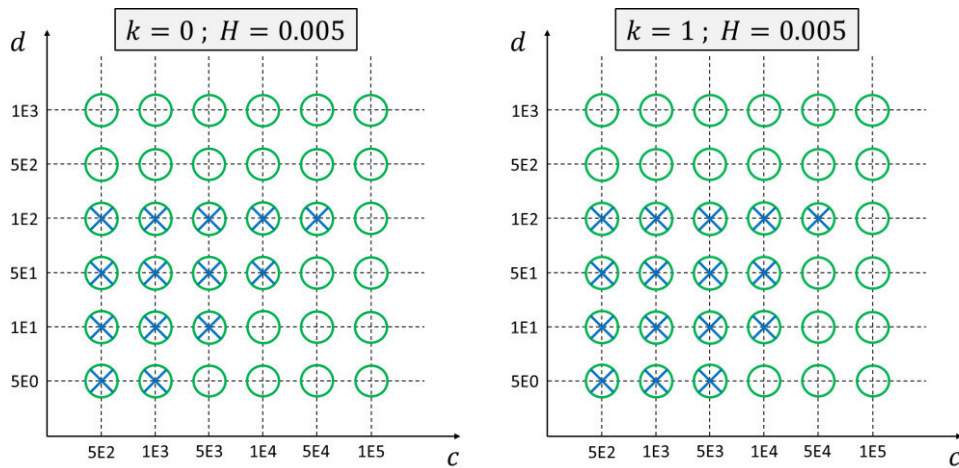 k = 0 ; H = 0.005
d
1E3
5E2
1E2
5E1
1E1
5E0
5E2 1E3 5E3 1E4 5E4 1E5
c
k = 1 ; H = 0.005
d
1E3
5E2
1E2
5E1
1E1
5E0
5E2 1E3 5E3 1E4 5E4 1E5
c